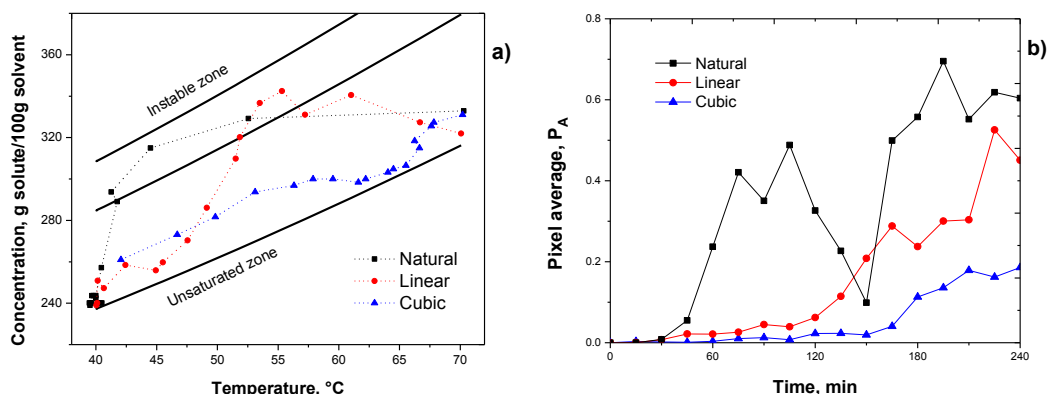 a)
Instable zone
Unsaturated zone
Natural
Linear
Cubic
360
320
280
240
40
45
50
55
60
65
70
Temperature, °C
Concentration, g solute/100g solvent
b)
Natural
Linear
Cubic
0.8
0.6
0.4
0.2
0.0
0
60
120
180
240
Time, min
Pixel average, P_A